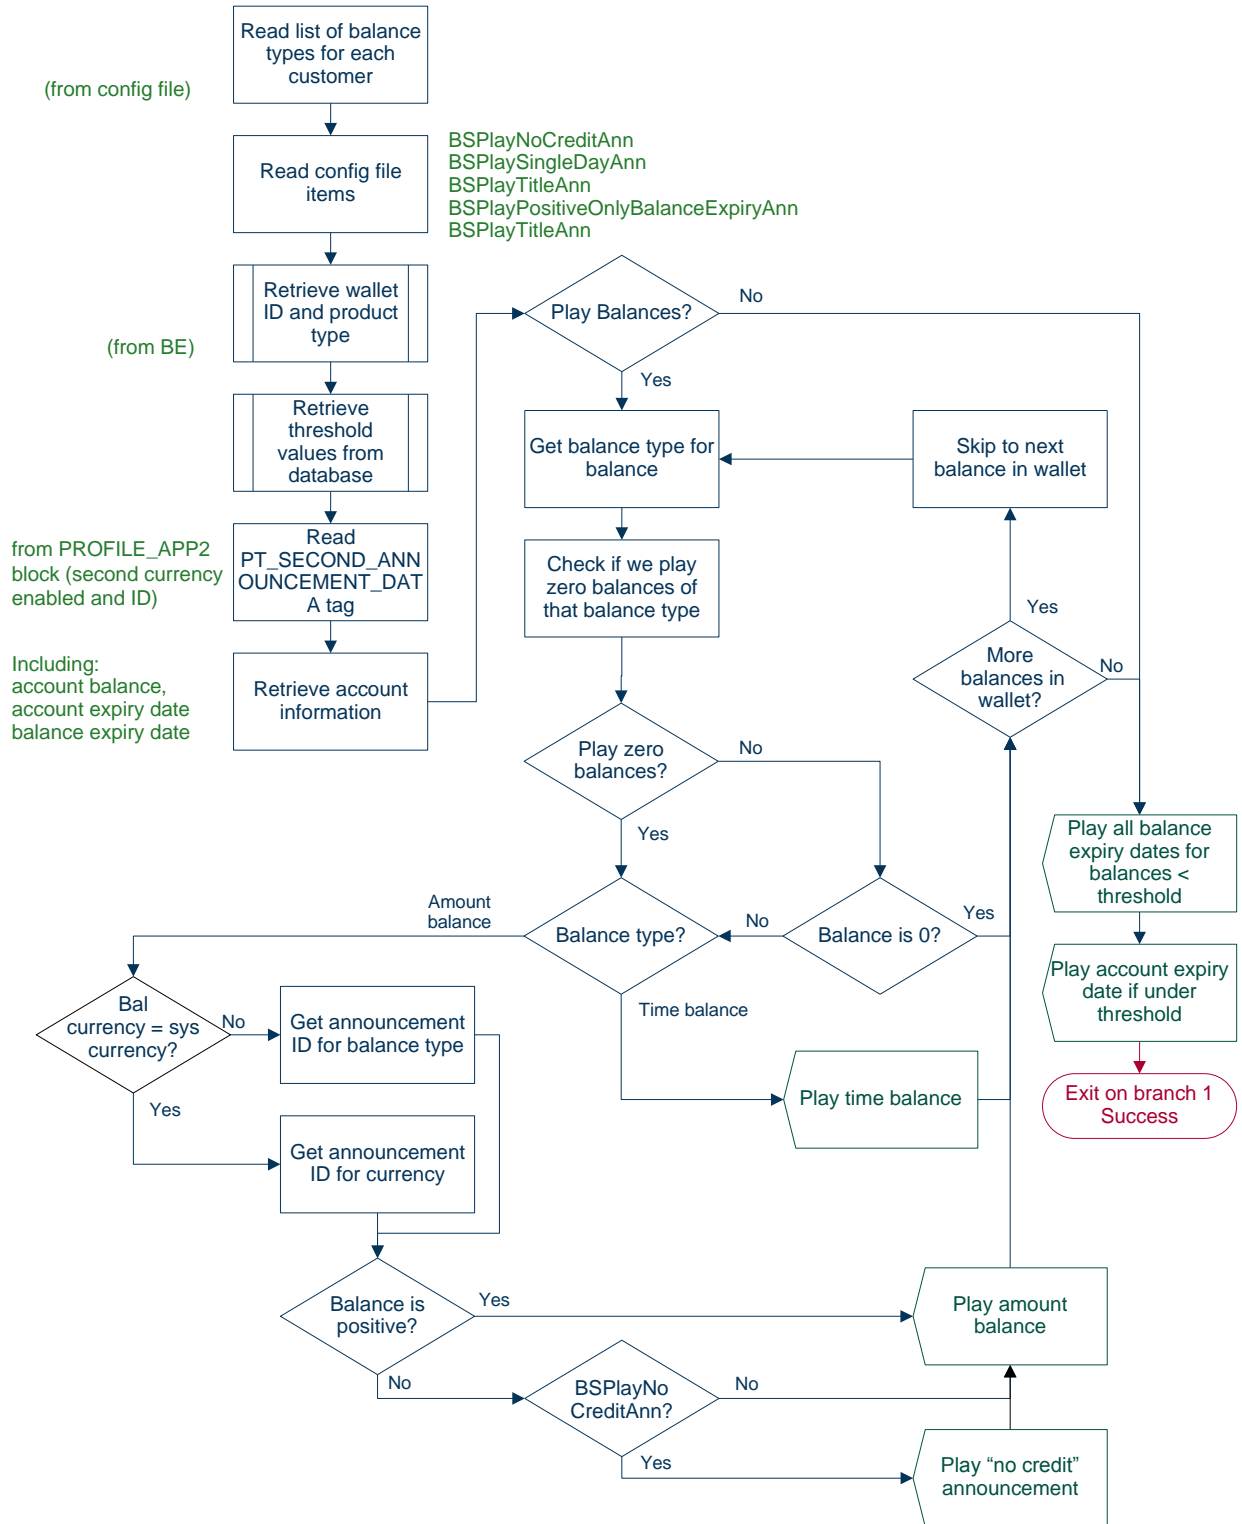 Read list of balance
types for each
customer
(from config file)
Read config file
items
BSPlayNoCreditAnn
BSPlaySingleDayAnn
BSPlayTitleAnn
BSPlayPositiveOnlyBalanceExpiryAnn
BSPlayTitleAnn
Retrieve wallet
ID and product
type
(from BE)
Retrieve
threshold
values from
database
Read
PT_SECOND_ANN
OUNCEMENT_DAT
A tag
from PROFILE_APP2
block (second currency
enabled and ID)
Retrieve account
information
Including:
account balance,
account expiry date
balance expiry date
Play Balances?
No
Yes
Get balance type for
balance
Skip to next
balance in wallet
Check if we play
zero balances of
that balance type
Yes
More
balances in
wallet?
No
Play zero
balances?
No
Yes
Play all balance
expiry dates for
balances <
threshold
Amount
balance
Balance type?
No
Balance is 0?
Yes
Play account expiry
date if under
threshold
Time balance
Bal
currency = sys
currency?
No
Get announcement
ID for balance type
Yes
Play time balance
Exit on branch 1
Success
Get announcement
ID for currency
Balance is
positive?
Yes
Play amount
balance
No
BSPlayNo
CreditAnn?
No
Yes
Play “no credit”
announcement